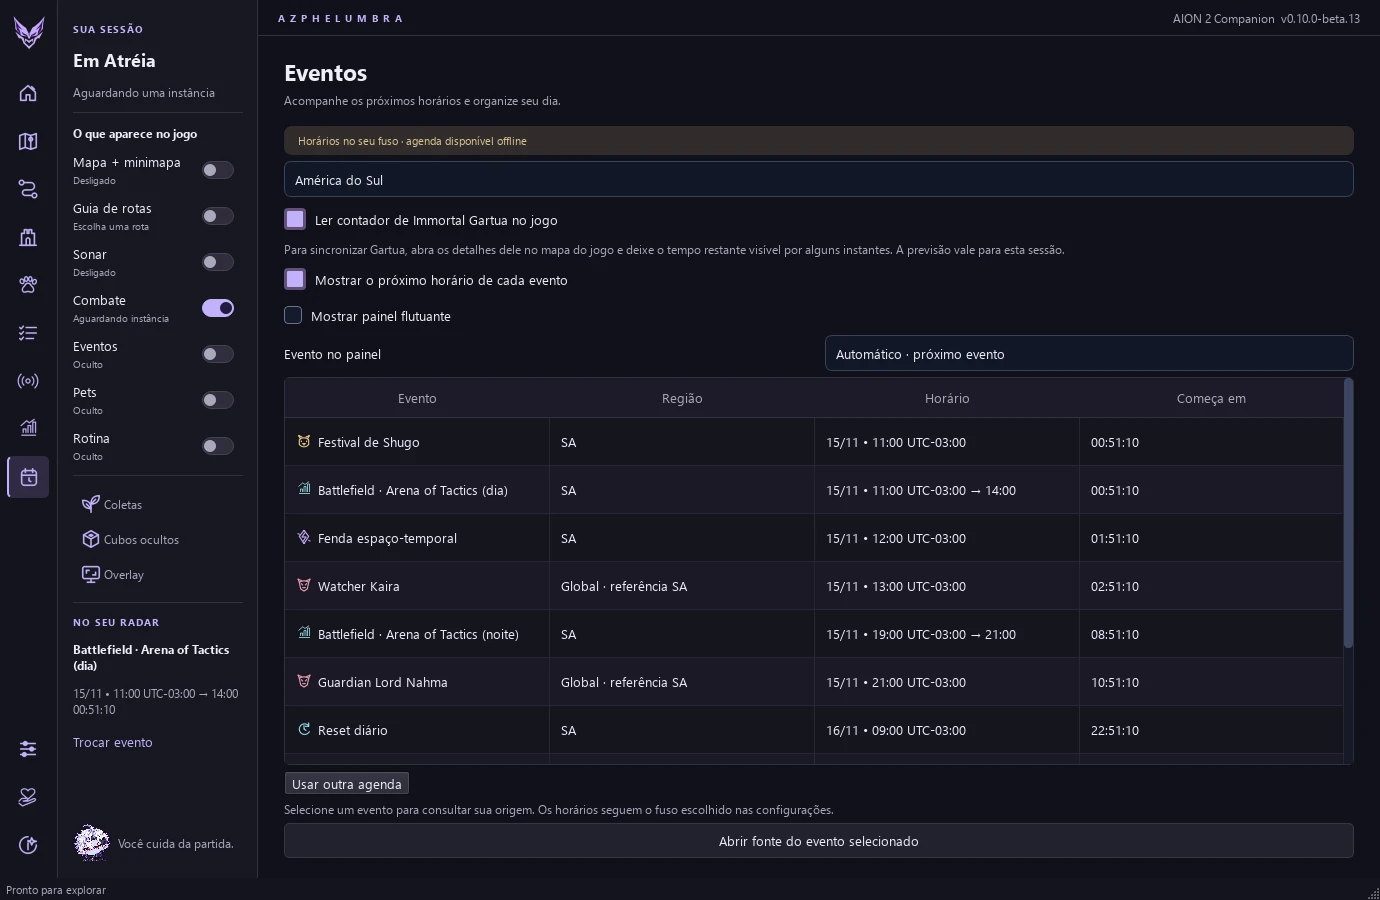 AZPHELUMBRA
AION 2 Companion v0.10.0-beta.13
SUA SESSÃO
Em Atréia
Aguardando uma instância
O que aparece no jogo
Mapa + minimapa
Desligado
Guia de rotas
Escolha uma rota
Sonar
Desligado
Combate
Aguardando instância
Eventos
Oculto
Pets
Oculto
Rotina
Oculto
Coletas
Cubos ocultos
Overlay
NO SEU RADAR
Battlefield · Arena of Tactics
(dia)
15/11 • 11:00 UTC-03:00 → 14:00
00:51:10
Trocar evento
Você cuida da partida.
Eventos
Acompanhe os próximos horários e organize seu dia.
Horários no seu fuso · agenda disponível offline
América do Sul
Ler contador de Immortal Gartua no jogo
Para sincronizar Gartua, abra os detalhes dele no mapa do jogo e deixe o tempo restante visível por alguns instantes. A previsão vale para esta sessão.
Mostrar o próximo horário de cada evento
Mostrar painel flutuante
Evento no painel
Automático · próximo evento
Evento Região Horário Começa em
Festival de Shugo SA 15/11 • 11:00 UTC-03:00 00:51:10
Battlefield · Arena of Tactics (dia) SA 15/11 • 11:00 UTC-03:00 → 14:00 00:51:10
Fenda espaço-temporal SA 15/11 • 12:00 UTC-03:00 01:51:10
Watcher Kaira Global · referência SA 15/11 • 13:00 UTC-03:00 02:51:10
Battlefield · Arena of Tactics (noite) SA 15/11 • 19:00 UTC-03:00 → 21:00 08:51:10
Guardian Lord Nahma Global · referência SA 15/11 • 21:00 UTC-03:00 10:51:10
Reset diário SA 16/11 • 09:00 UTC-03:00 22:51:10
Usar outra agenda
Selecione um evento para consultar sua origem. Os horários seguem o fuso escolhido nas configurações.
Abrir fonte do evento selecionado
Pronto para explorar